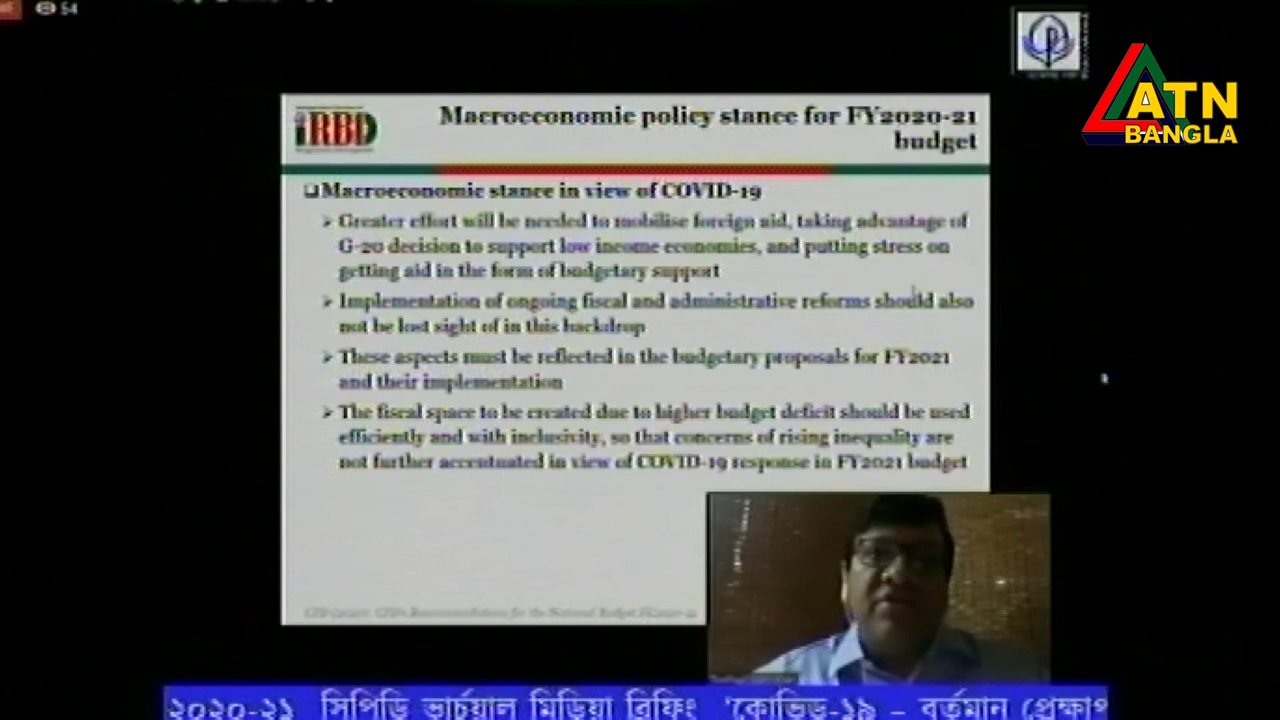 54
ATN
BANGLA
iRBD
Macroeconomic policy stance for FY2020-21
budget
❑Macroeconomic stance in view of COVID-19
➢ Greater effort will be needed to mobilise foreign aid, taking advantage of
G-20 decision to support low income economies, and putting stress on
getting aid in the form of budgetary support
➢ Implementation of ongoing fiscal and administrative reforms should also
not be lost sight of in this backdrop
➢ These aspects must be reflected in the budgetary proposals for FY2021
and their implementation
➢ The fiscal space to be created due to higher budget deficit should be used
efficiently and with inclusivity, so that concerns of rising inequality are
not further accentuated in view of COVID-19 response in FY2021 budget
Recommendations for the National Budget
২০২০-২১ সিপিডি ভার্চুয়াল মিডিয়া ব্রিফিং 'কোভিড-১৯ – বর্তমান প্রেক্ষাপ